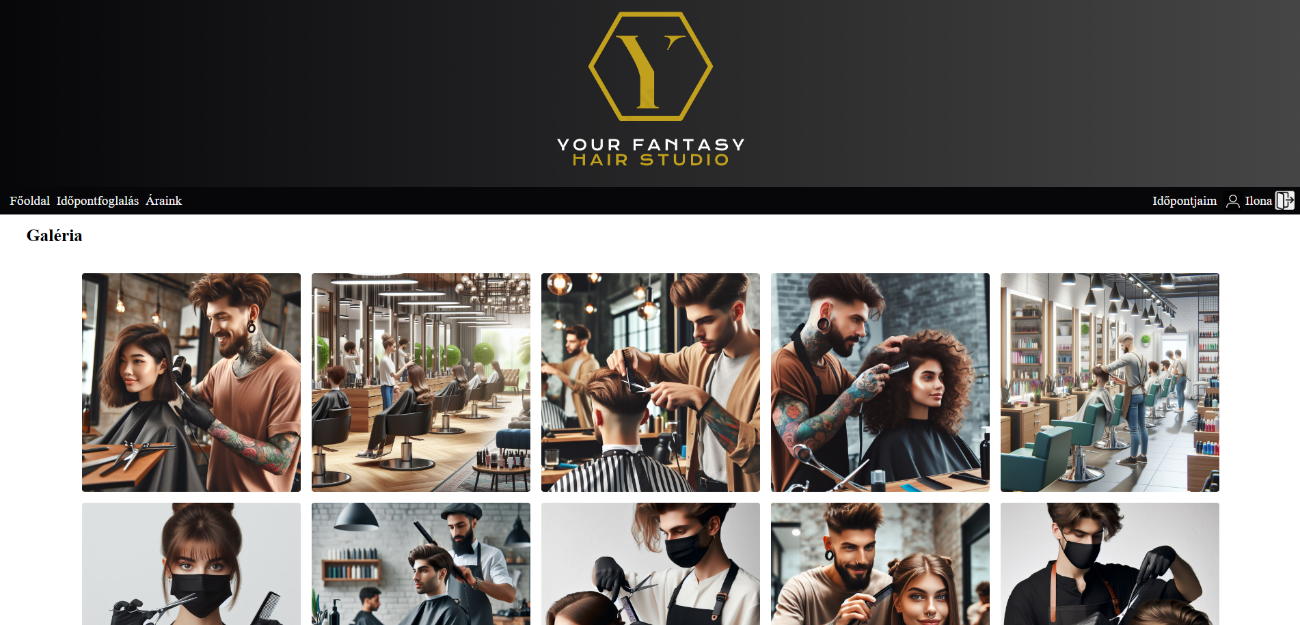 Y
YOUR FANTASY
HAIR STUDIO
Főoldal Időpontfoglalás Áraink
Időpontjaim Ilona
Galéria